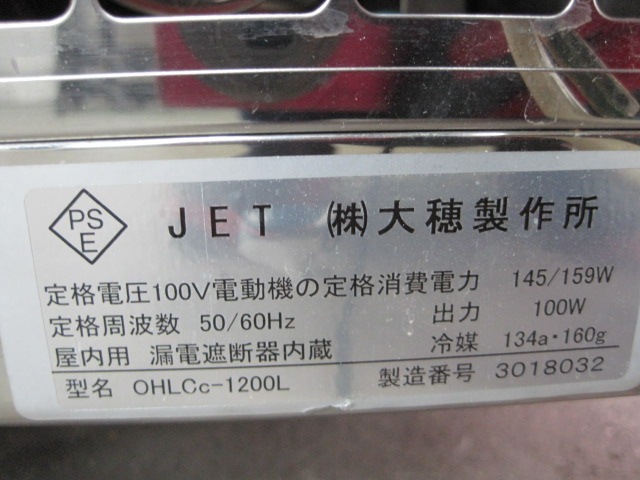 PS
E
JET ㈱大穂製作所
定格電圧100V電動機の定格消費電力 145/159W
定格周波数 50/60Hz 出力 100W
屋内用 漏電遮断器内蔵 冷媒 134a・160g
型名 OHLCc-1200L 製造番号 3018032